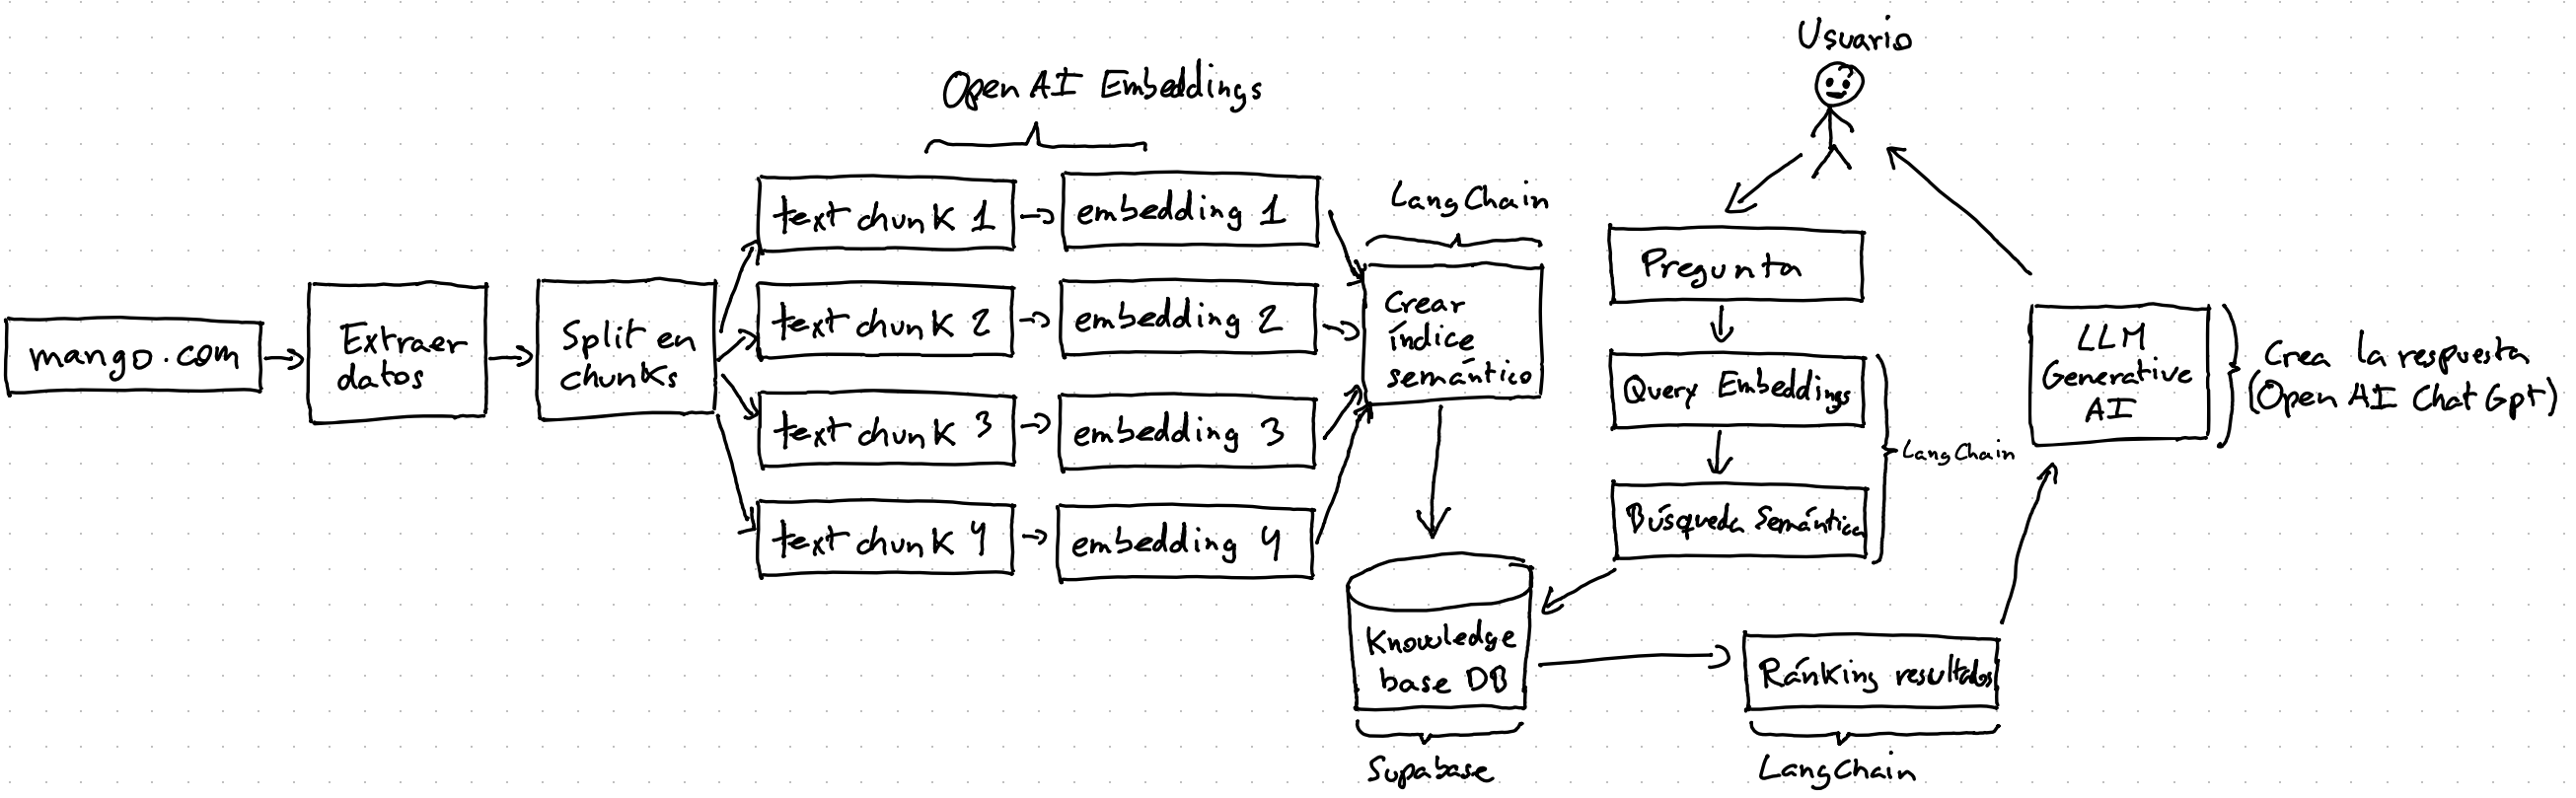 Usuario
Open AI Embeddings
LangChain
text chunk 1
embedding 1
text chunk 2
embedding 2
text chunk 3
embedding 3
text chunk 4
embedding 4
mango.com
Extraer
datos
Split en
chunks
Crear
índice
semántico
Knowledge
base DB
Supabase
Pregunta
Query Embeddings
Búsqueda Semántica
LangChain
Ránking resultados
LangChain
LLM
Generative
AI
Crea la respuesta
(Open AI Chat Gpt)